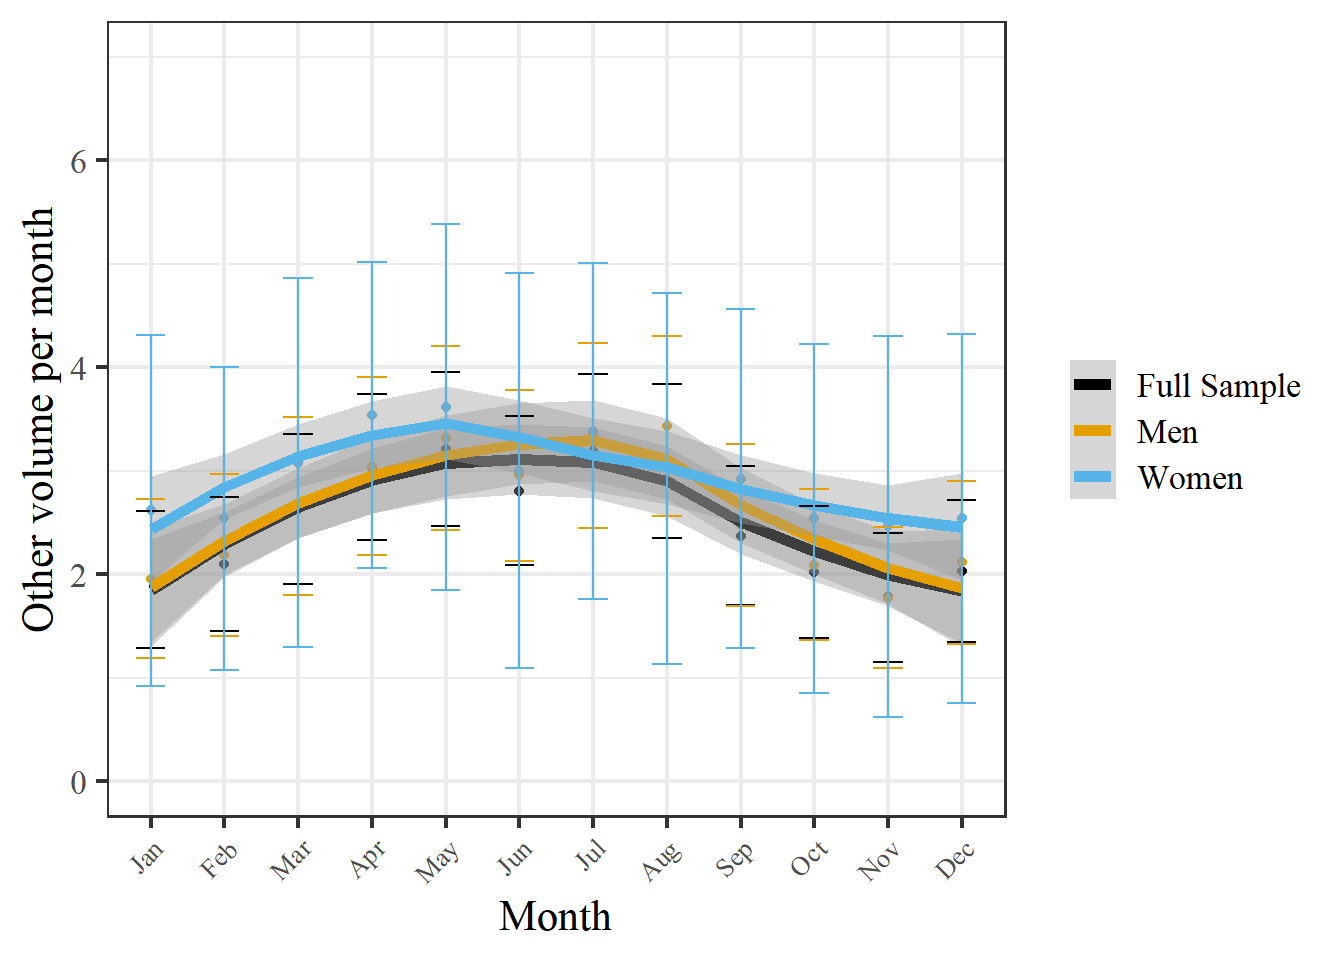 Other volume per month
6
4
2
0
Jan
Feb
Mar
Apr
May
Jun
Jul
Aug
Sep
Oct
Nov
Dec
Month
Full Sample
Men
Women